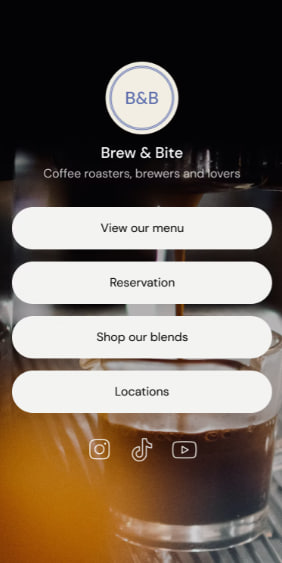 B&B
Brew & Bite
Coffee roasters, brewers and lovers
View our menu
Reservation
Shop our blends
Locations